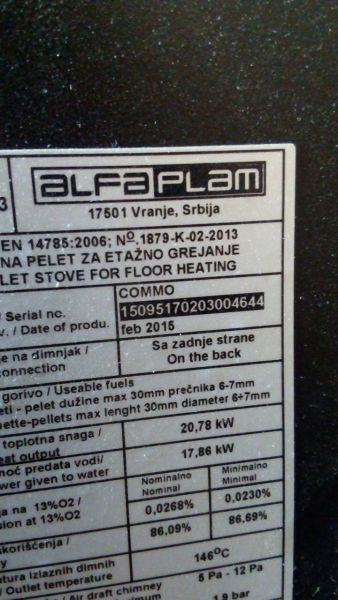 3
ALFAPLAM
17501 Vranje, Srbija
EN 14785:2006; Nº.1879-K-02-2013
NA PELET ZA ETAŽNO GREJANJE
LET STOVE FOR FLOOR HEATING
COMMO
/ Serial nc. 15095170203004644
v. / Date of produ. feb 2015
je na dimnjak / Sa zadnje strane
connection On the back
gorivo / Useable fuels
eti - pelet dužine max 30mm prečnika 6-7mm
uette-pellets max lenght 30mm diameter 6÷7mm
toplotna snaga / 20,78 kW
eat output
noć predata vodi/ 17,86 kW
wer given to water
Nominalno Minimalno
Nominal Minimal
ija na 13%O2 / 0,0268% 0,0230%
sion at 13%O2
skorišćenja / 86,09% 86,69%
y
tura izlaznih dimnih 146°C
/ Outlet temperature
/ Air draft chimney 5 Pa - 12 Pa
1,9 bar